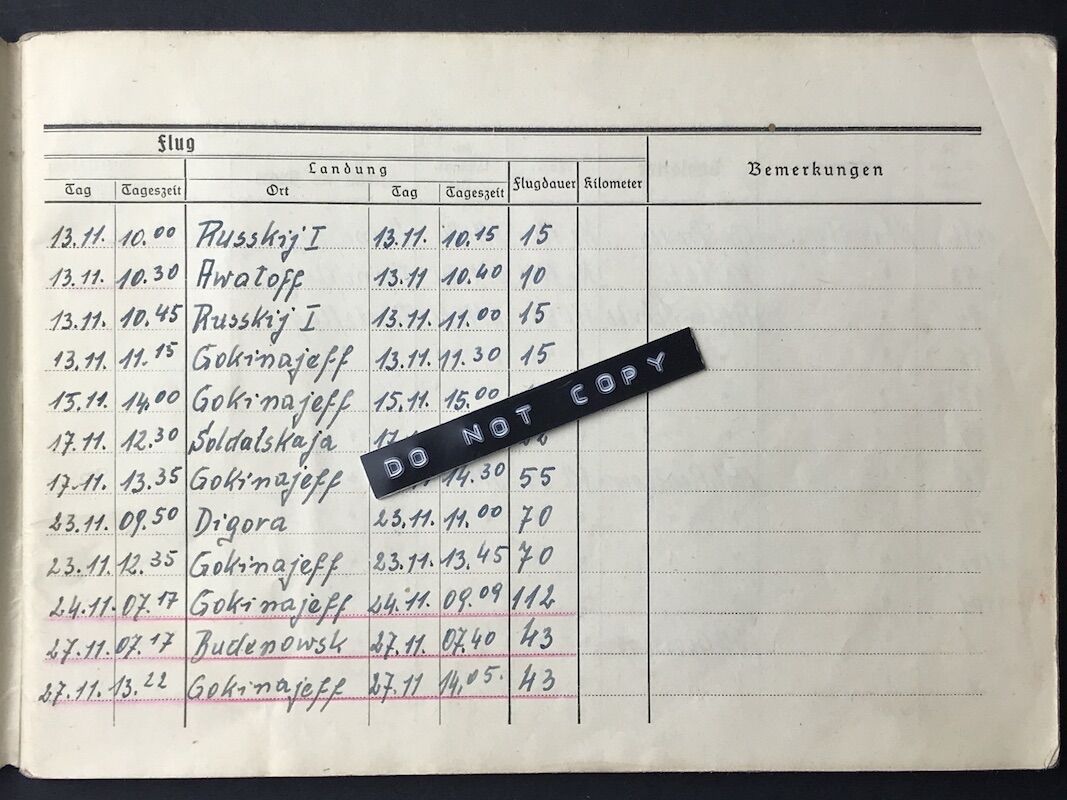 Flug
Landung
Bemerkungen
Tag Tageszeit Ort Tag Tageszeit Flugdauer Kilometer
13.11. 10.00 Russkij I 13.11. 10.15 15
13.11. 10.30 Awatoff 13.11 10.40 10
13.11. 10.45 Russkij I 13.11. 11.00 15
13.11. 11.15 Gokinajeff 13.11. 11.30 15
15.11. 14.00 Gokinajeff 15.11. 15.00
17.11. 12.30 Soldatskaja
DO NOT COPY
17.11. 13.35 Gokinajeff 14.30 55
23.11. 09.50 Digora 23.11. 11.00 70
23.11. 12.35 Gokinajeff 23.11. 13.45 70
24.11. 07.17 Gokinajeff 24.11. 09.09 112
27.11. 07.17 Budenowsk 27.11. 07.40 43
27.11. 13.22 Gokinajeff 27.11 14.05. 43